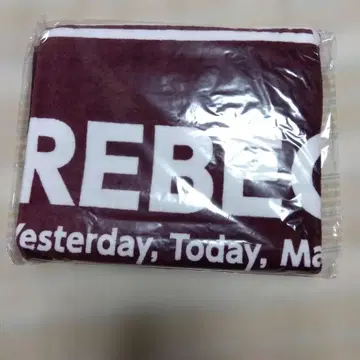 REBEC
Yesterday, Today, Ma